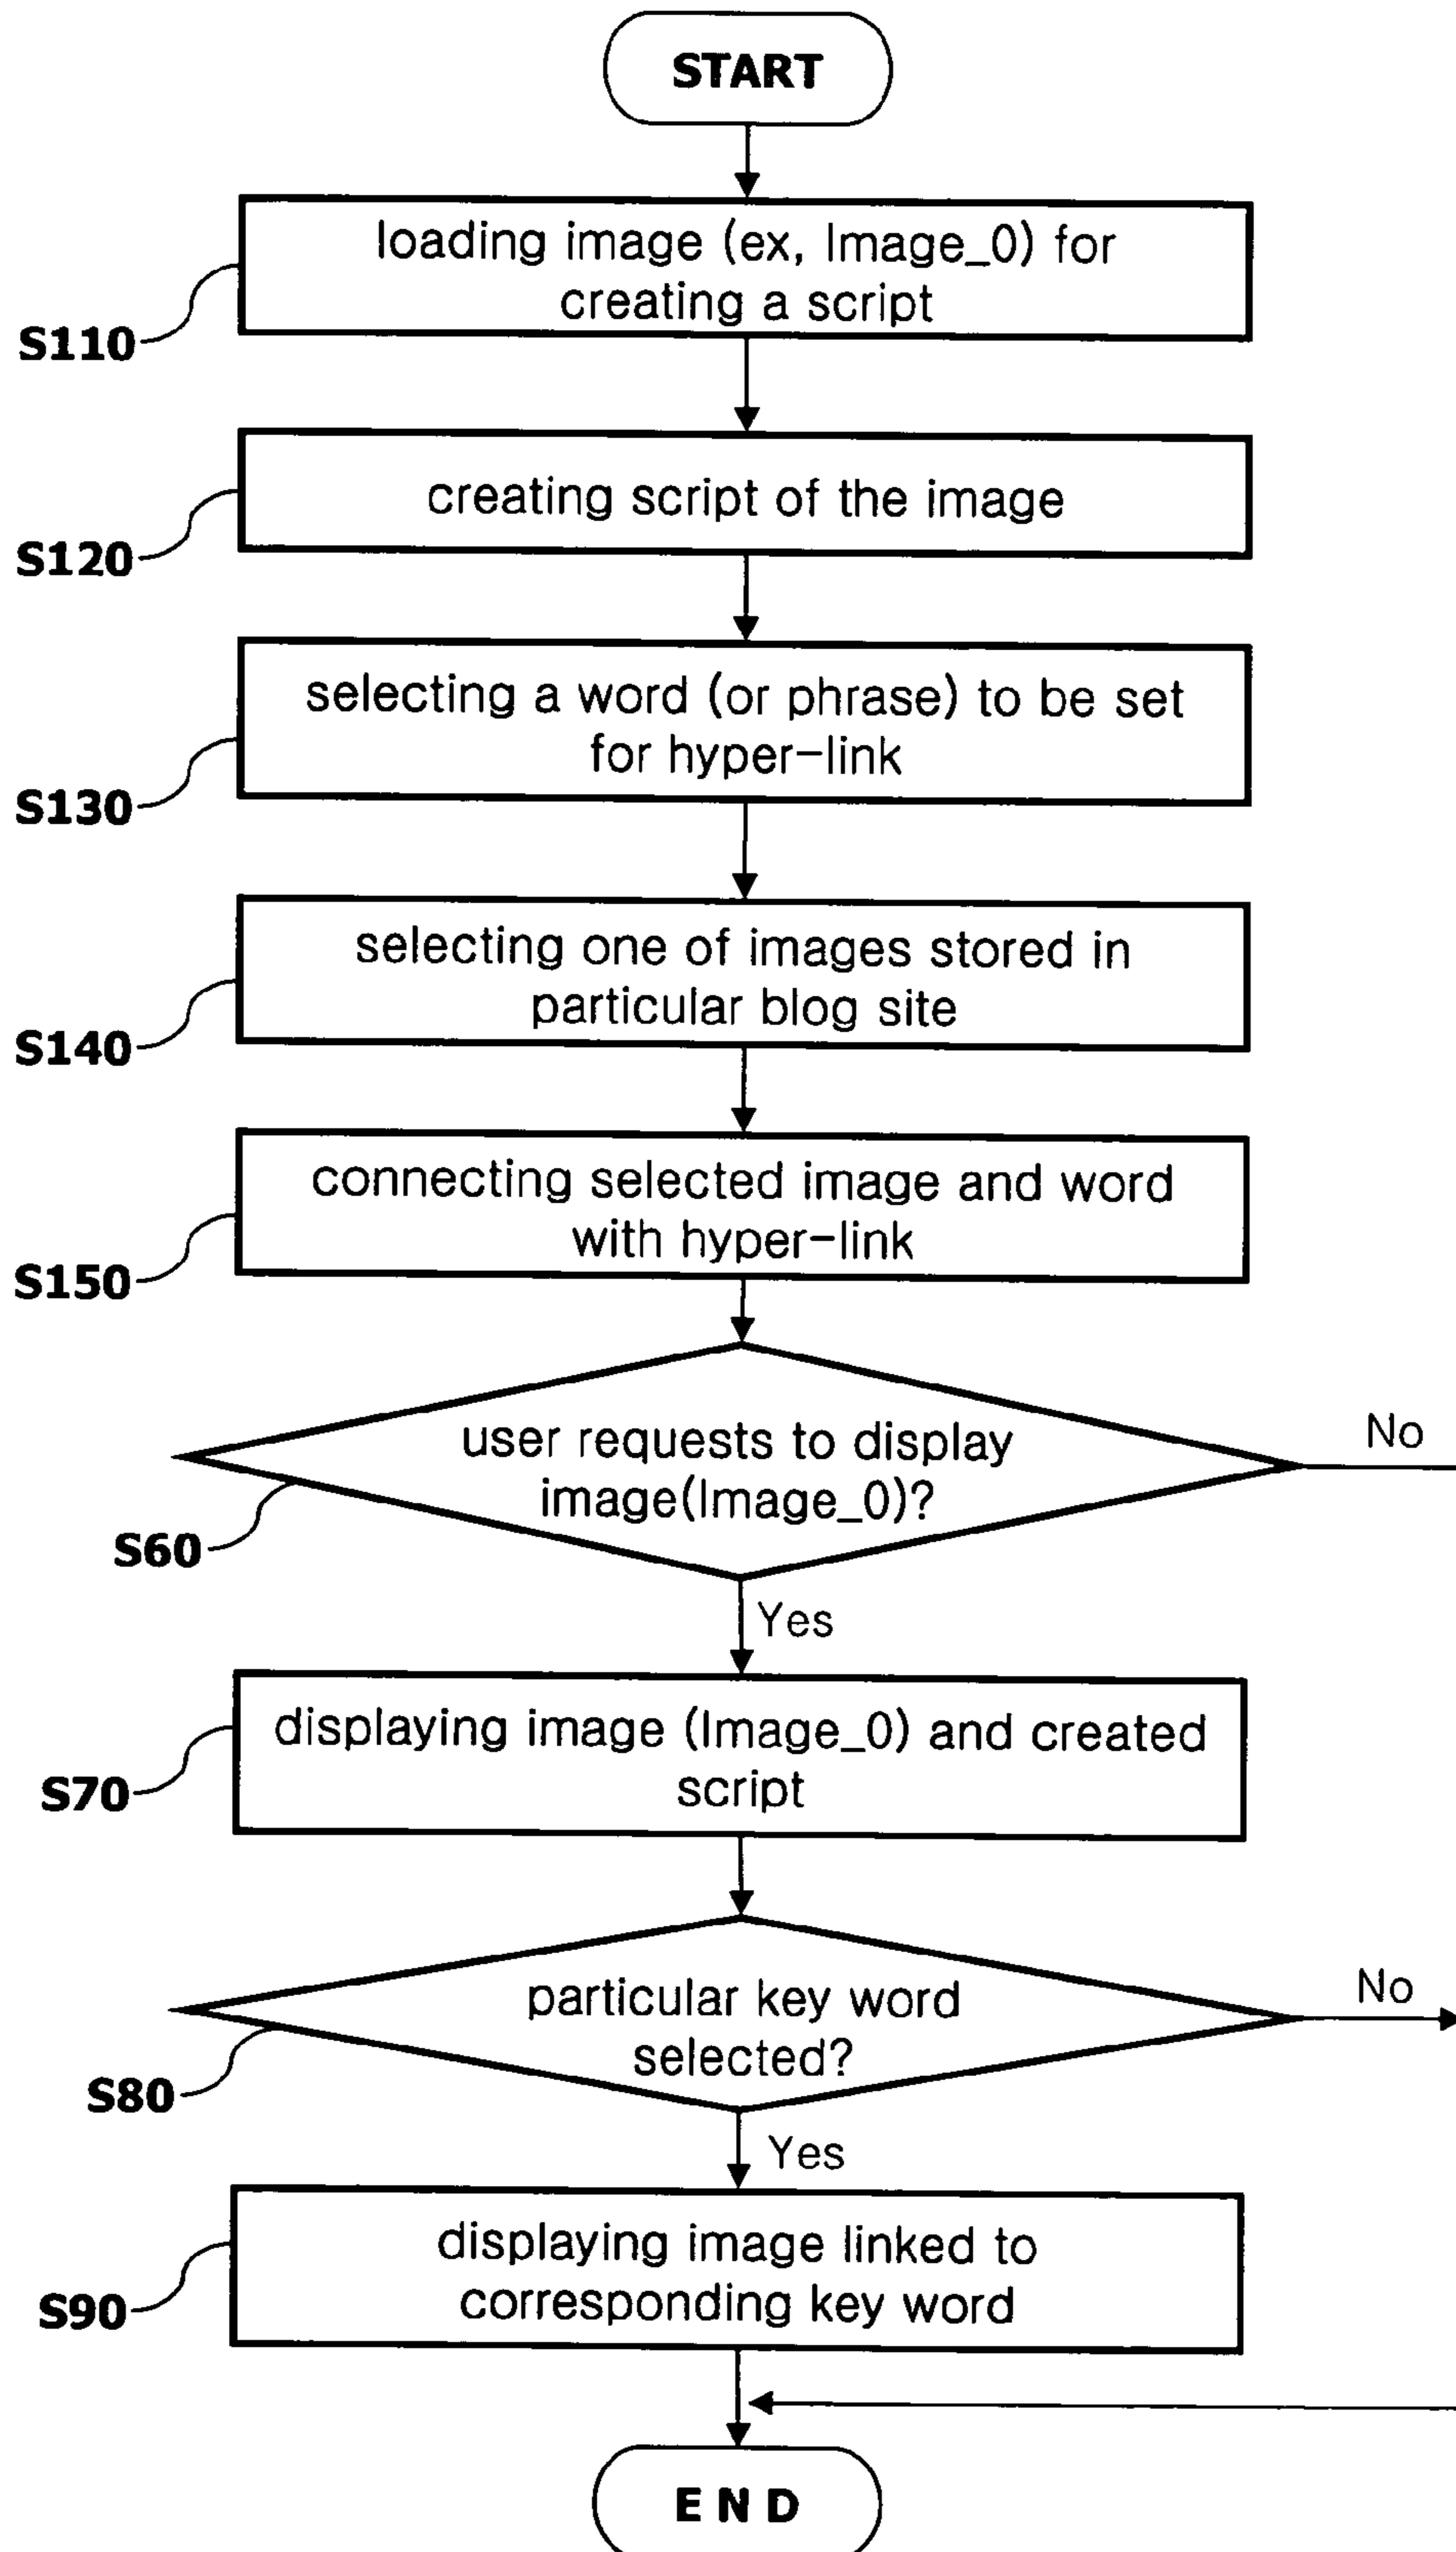 START
loading image (ex, Image_0) for
creating a script
S110
creating script of the image
S120
selecting a word (or phrase) to be set
for hyper-link
S130
selecting one of images stored in
particular blog site
S140
connecting selected image and word
with hyper-link
S150
user requests to display
image(Image_0)?
No
S60
Yes
displaying image (Image_0) and created
script
S70
particular key word
selected?
No
S80
Yes
displaying image linked to
corresponding key word
S90
END